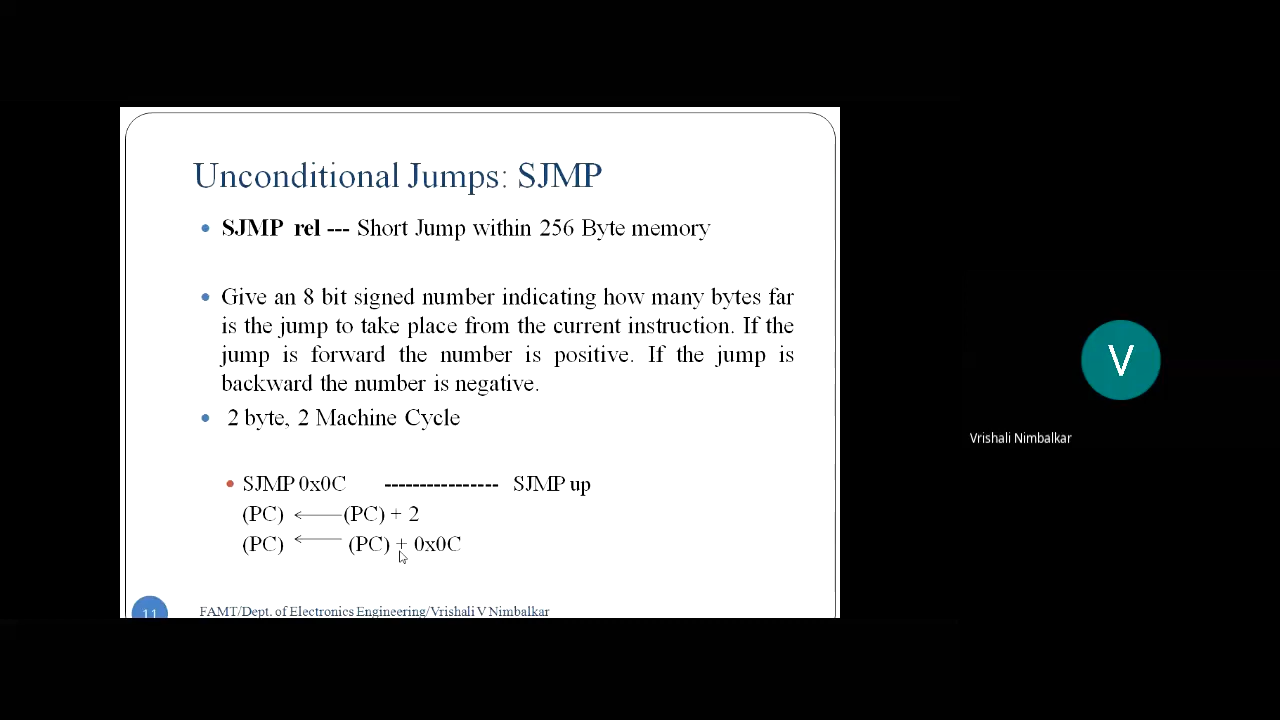 Unconditional Jumps: SJMP
• SJMP rel --- Short Jump within 256 Byte memory
• Give an 8 bit signed number indicating how many bytes far
is the jump to take place from the current instruction. If the
jump is forward the number is positive. If the jump is
backward the number is negative.
• 2 byte, 2 Machine Cycle
• SJMP 0x0C ---------------- SJMP up
(PC) ← (PC) + 2
(PC) ← (PC) + 0x0C
11 FAMT/Dept. of Electronics Engineering/Vrishali V Nimbalkar
V
Vrishali Nimbalkar